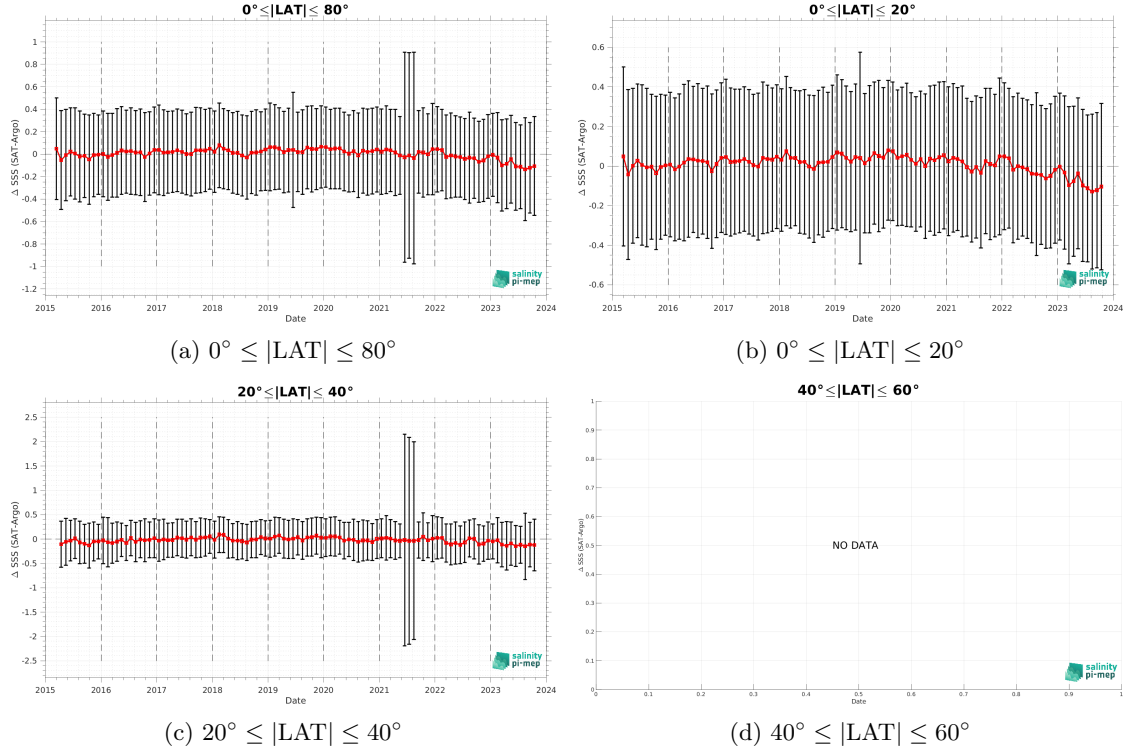 0°≤|LAT|≤ 80°
Δ SSS (SAT-Argo)
1
0.8
0.6
0.4
0.2
0
-0.2
-0.4
-0.6
-0.8
-1
-1.2
2015 2016 2017 2018 2019 2020 2021 2022 2023 2024
Date
salinity
pi-mep
(a) 0° ≤ |LAT| ≤ 80°
0°≤|LAT|≤ 20°
Δ SSS (SAT-Argo)
0.6
0.4
0.2
0
-0.2
-0.4
-0.6
2015 2016 2017 2018 2019 2020 2021 2022 2023 2024
Date
salinity
pi-mep
(b) 0° ≤ |LAT| ≤ 20°
20°≤|LAT|≤ 40°
Δ SSS (SAT-Argo)
2.5
2
1.5
1
0.5
0
-0.5
-1
-1.5
-2
-2.5
2015 2016 2017 2018 2019 2020 2021 2022 2023 2024
Date
salinity
pi-mep
(c) 20° ≤ |LAT| ≤ 40°
40°≤|LAT|≤ 60°
Δ SSS (SAT-Argo)
1
0.9
0.8
0.7
0.6
0.5
0.4
0.3
0.2
0.1
0
NO DATA
0 0.1 0.2 0.3 0.4 0.5 0.6 0.7 0.8 0.9 1
Date
salinity
pi-mep
(d) 40° ≤ |LAT| ≤ 60°